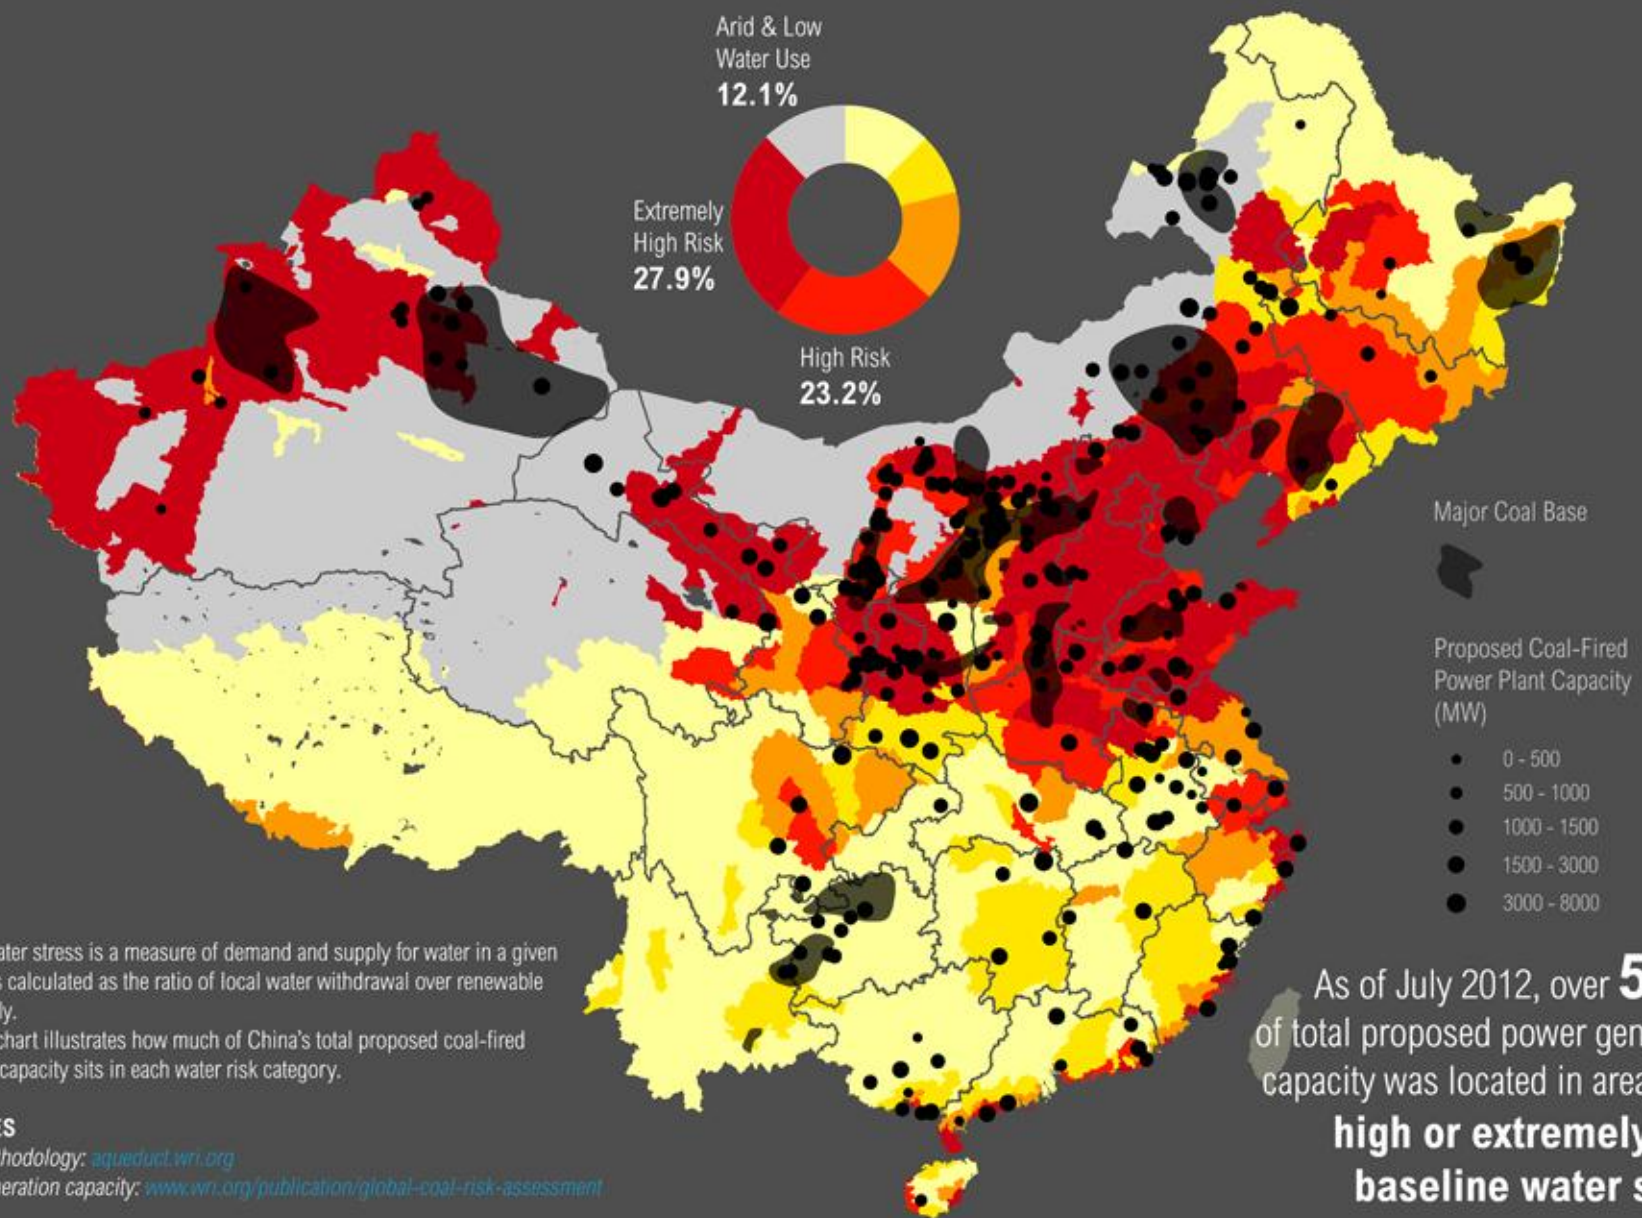 Arid & Low
Water Use
12.1%
Extremely
High Risk
27.9%
High Risk
23.2%
Major Coal Base
Proposed Coal-Fired
Power Plant Capacity
(MW)
0 - 500
500 - 1000
1000 - 1500
1500 - 3000
3000 - 8000
ater stress is a measure of demand and supply for water in a given
s calculated as the ratio of local water withdrawal over renewable
ly.
chart illustrates how much of China's total proposed coal-fired
capacity sits in each water risk category.
ES
hodology: aqueduct.wri.org
eration capacity: www.wri.org/publication/global-coal-risk-assessment
As of July 2012, over 5
of total proposed power gen
capacity was located in area
high or extremely
baseline water s